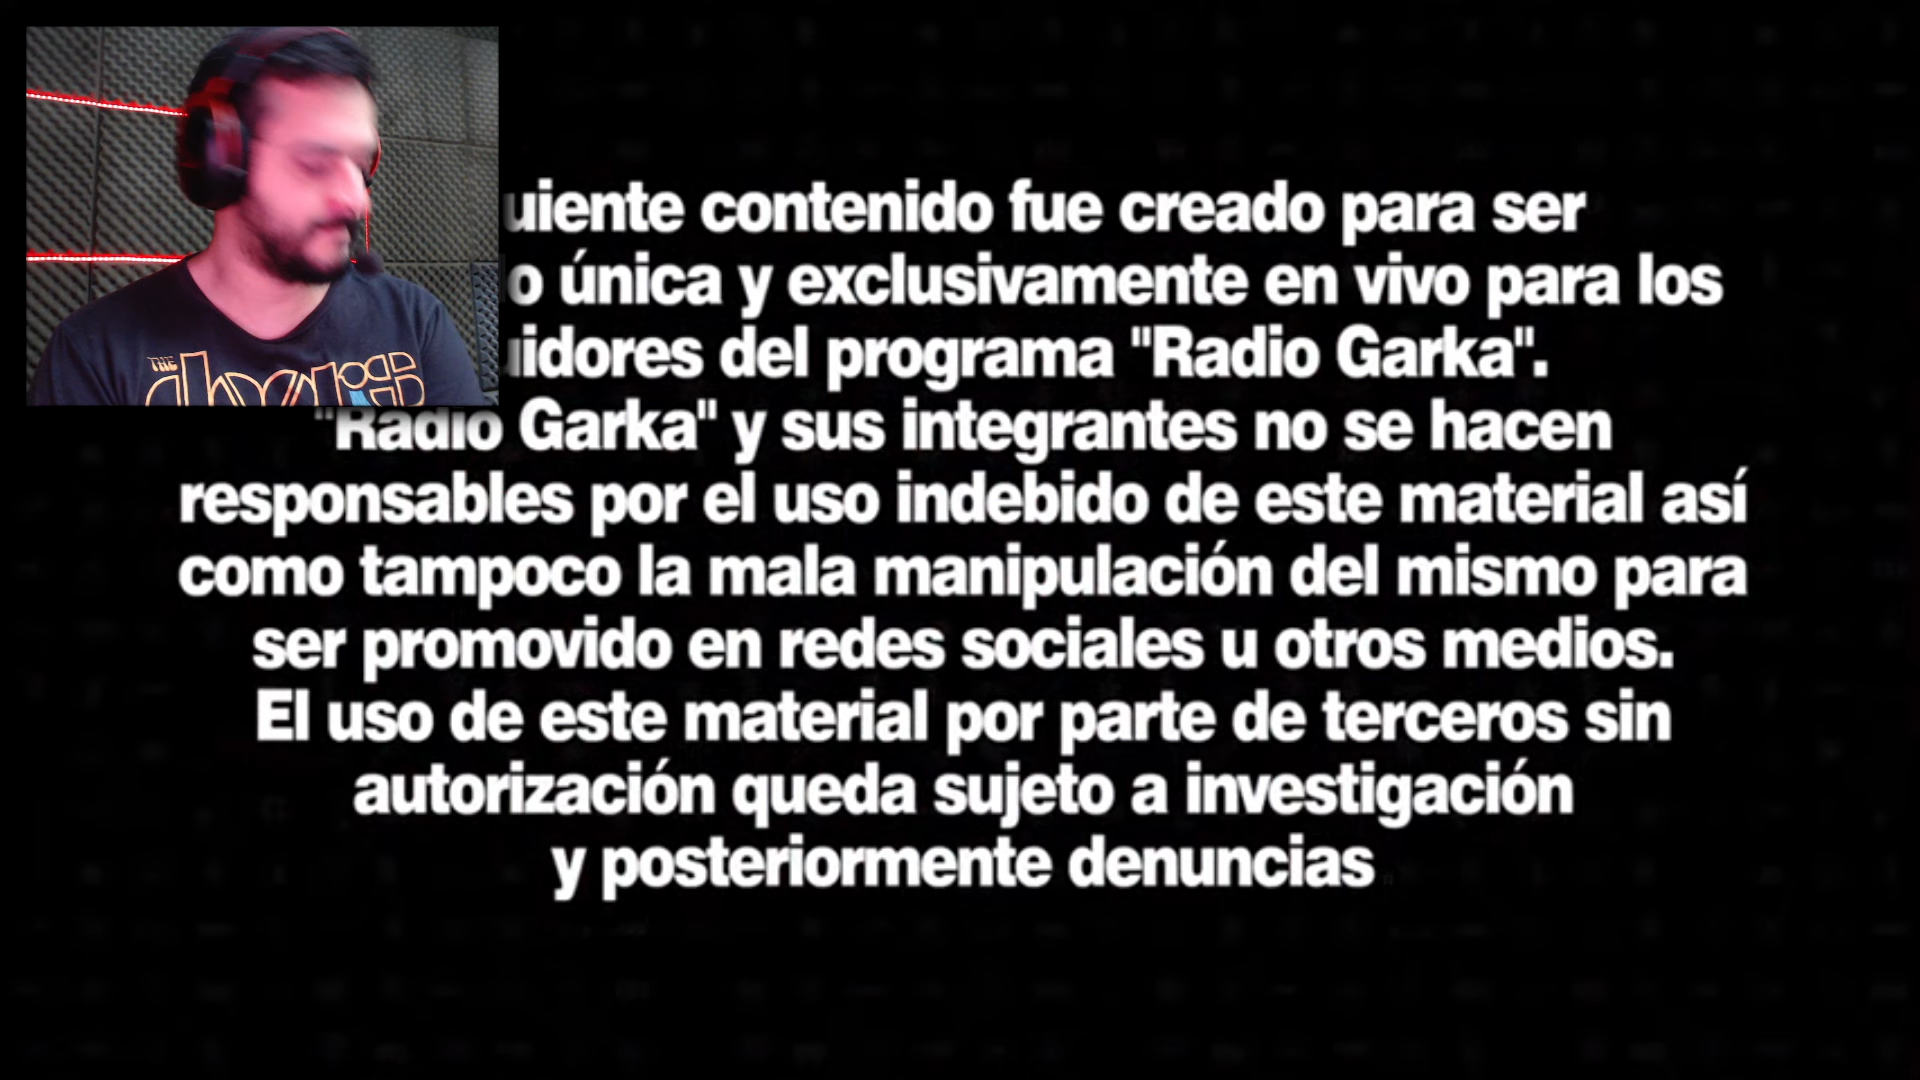 THE
doors
uiente contenido fue creado para ser
o única y exclusivamente en vivo para los
uidores del programa "Radio Garka".
"Radio Garka" y sus integrantes no se hacen
responsables por el uso indebido de este material así
como tampoco la mala manipulación del mismo para
ser promovido en redes sociales u otros medios.
El uso de este material por parte de terceros sin
autorización queda sujeto a investigación
y posteriormente denuncias